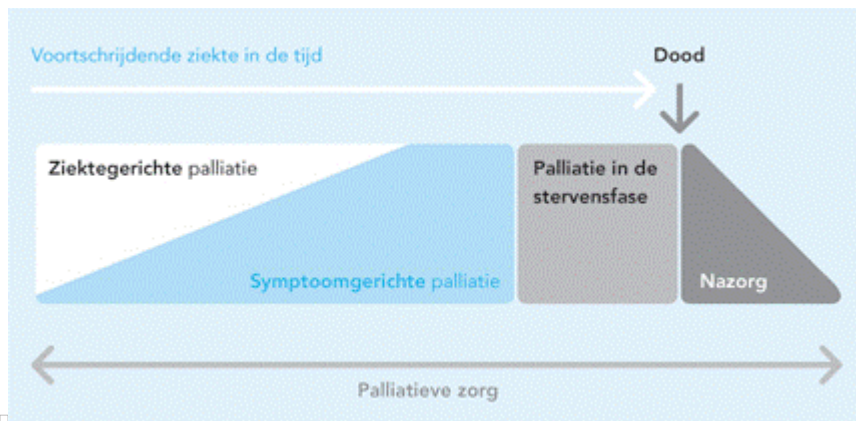 Voortschrijdende ziekte in de tijd
Dood
Ziektegerichte palliatie
Palliatie in de
stervensfase
Symptoomgerichte palliatie
Nazorg
Palliatieve zorg